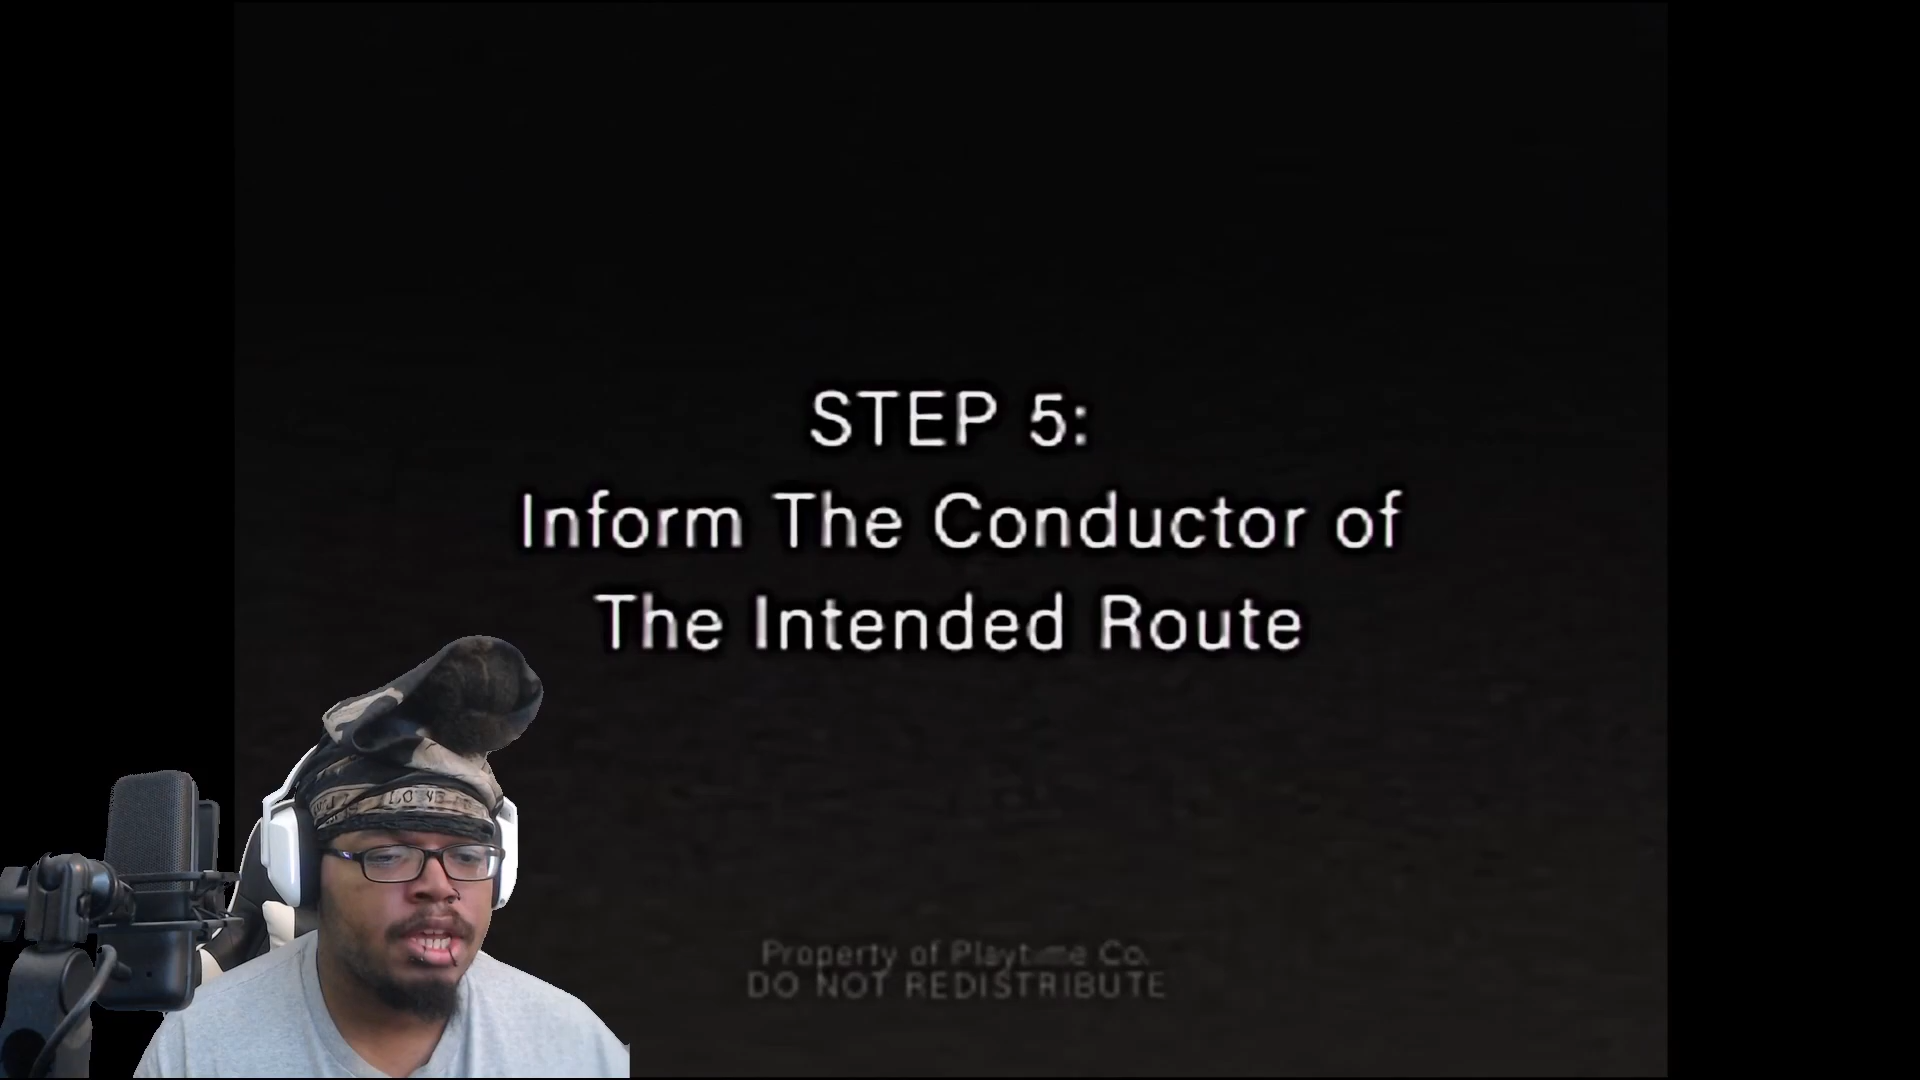 STEP 5:
Inform The Conductor of
The Intended Route
Property of Playtime Co.
DO NOT REDISTRIBUTE